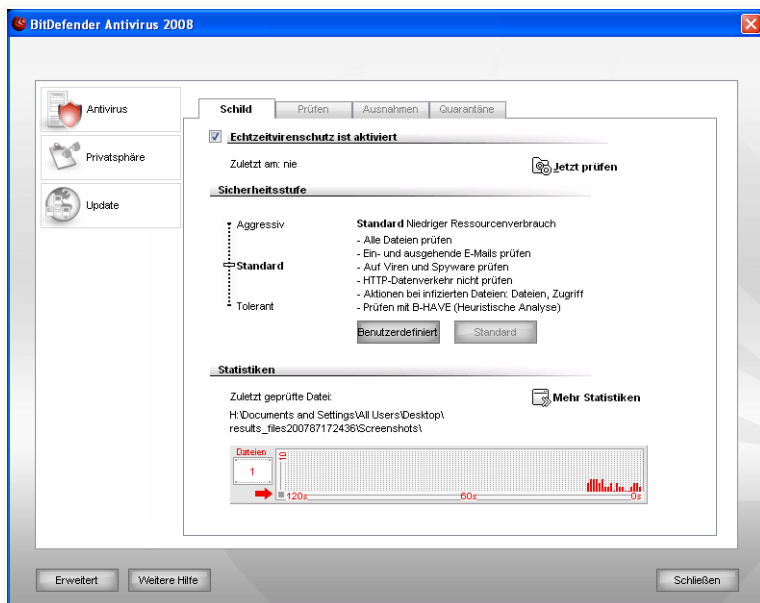 BitDefender Antivirus 2008
Antivirus
Privatsphäre
Update
Schild
Prüfen
Ausnahmen
Quarantäne
Echtzeitvirenschutz ist aktiviert
Zuletzt am: nie
Jetzt prüfen
Sicherheitsstufe
Aggressiv
Standard
Tolerant
Standard Niedriger Ressourcenverbrauch
- Alle Dateien prüfen
- Ein- und ausgehende E-Mails prüfen
- Auf Viren und Spyware prüfen
- HTTP-Datenverkehr nicht prüfen
- Aktionen bei infizierten Dateien: Dateien, Zugriff
- Prüfen mit B-HAVE (Heuristische Analyse)
Benutzerdefiniert
Standard
Statistiken
Zuletzt geprüfte Datei:
Mehr Statistiken
H:\Documents and Settings\All Users\Desktop\
results_files200787172436\Screenshots\
Dateien
1
10
120s
60s
0s
Erweitert
Weitere Hilfe
Schließen